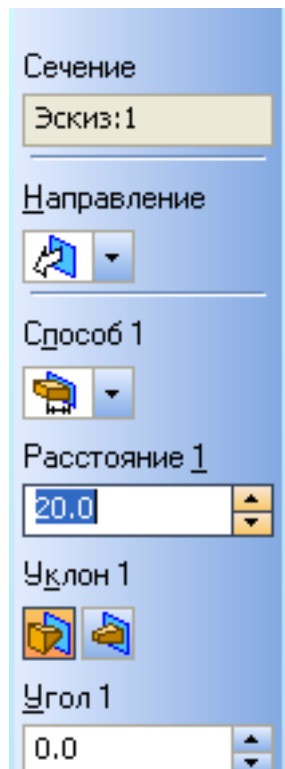 Сечение
Эскиз:1
Направление
Способ 1
Расстояние 1
20.0
Уклон 1
Угол 1
0.0